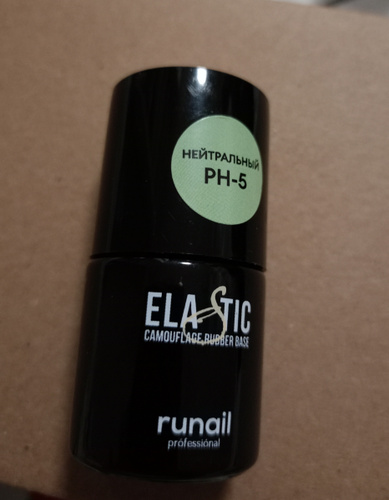 НЕЙТРАЛЬНЫЙ
PH-5
ELASTIC
CAMOUFLAGE RUBBER BASE
runail
professional